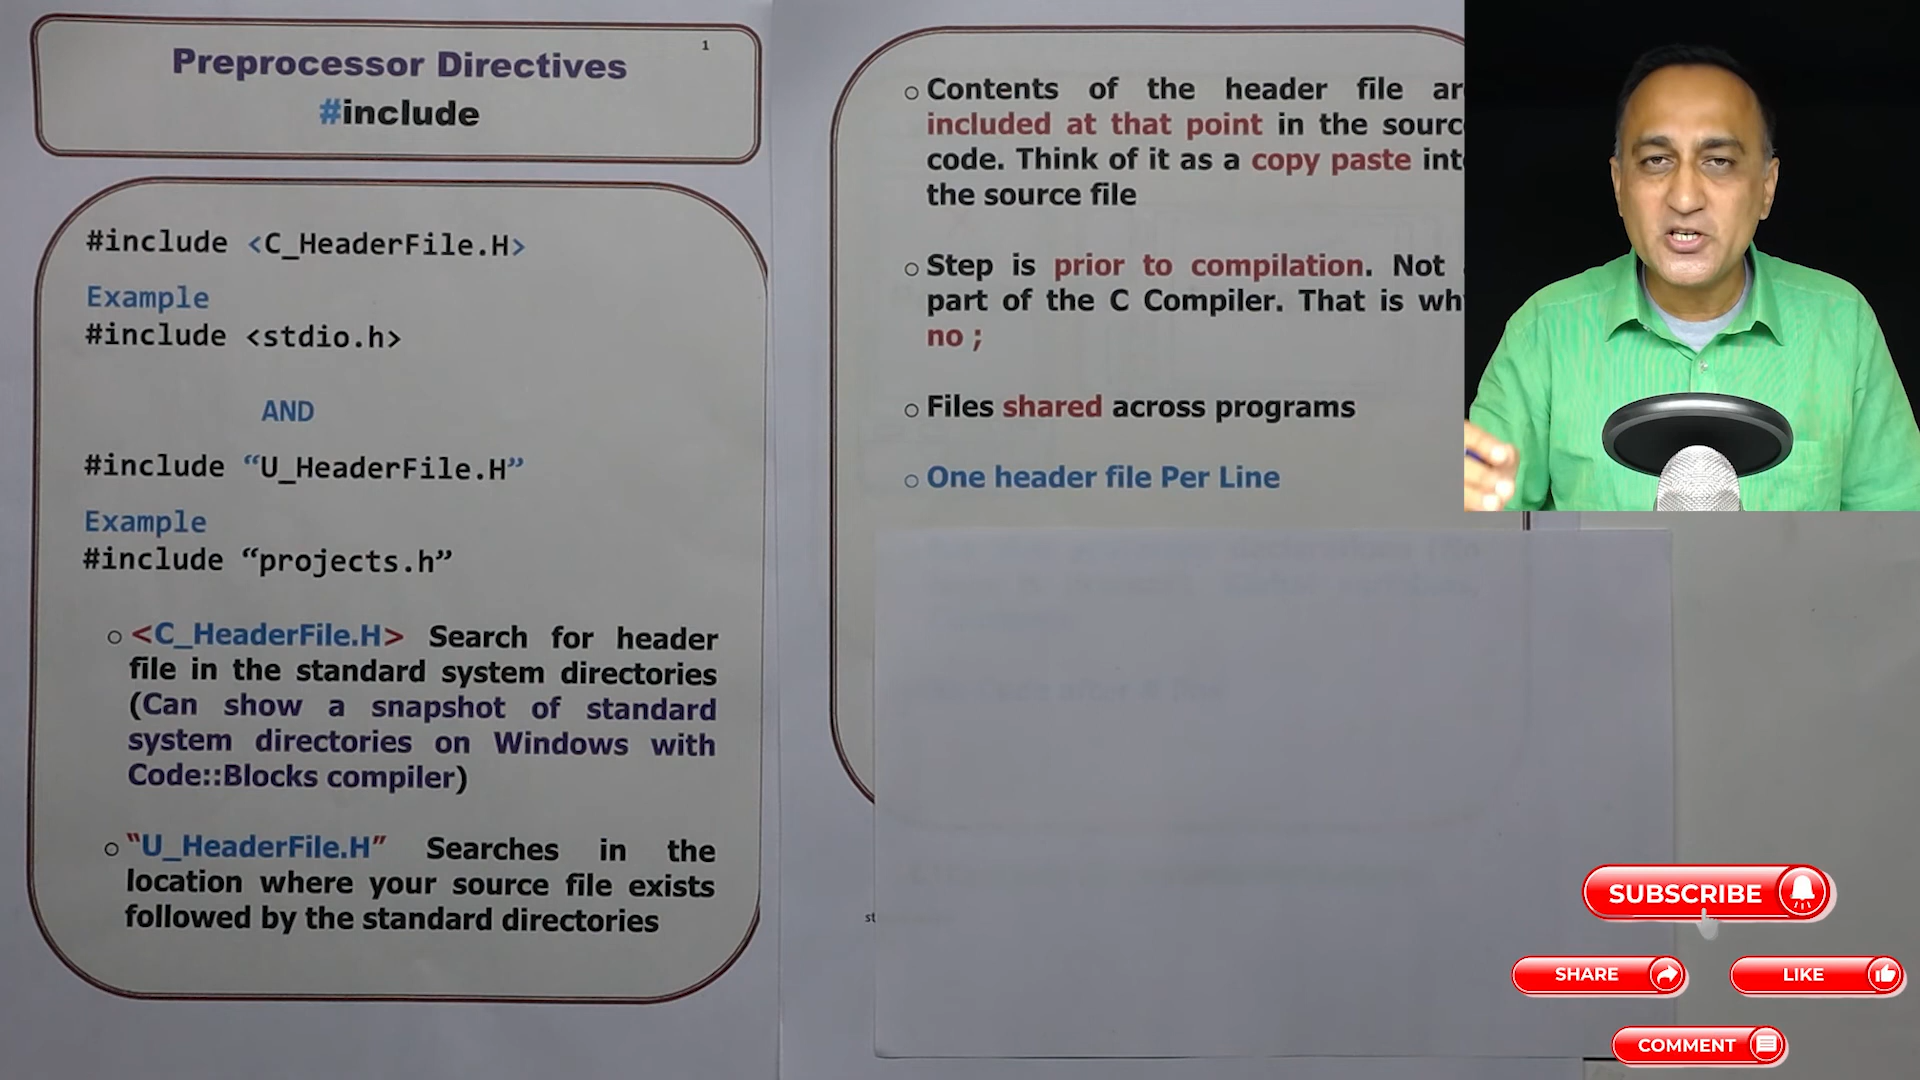 Preprocessor Directives
1
#include
#include <C_HeaderFile.H>
Example
#include <stdio.h>
AND
#include “U_HeaderFile.H”
Example
#include “projects.h”
<C_HeaderFile.H> Search for header
file in the standard system directories
(Can show a snapshot of standard
system directories on Windows with
Code::Blocks compiler)
“U_HeaderFile.H” Searches in the
location where your source file exists
followed by the standard directories
Contents of the header file
included at that point in the
code. Think of it as a copy paste
the source file
Step is prior to compilation. Not
part of the C Compiler. That is
no ;
Files shared across programs
One header file Per Line
SUBSCRIBE
SHARE
LIKE
COMMENT